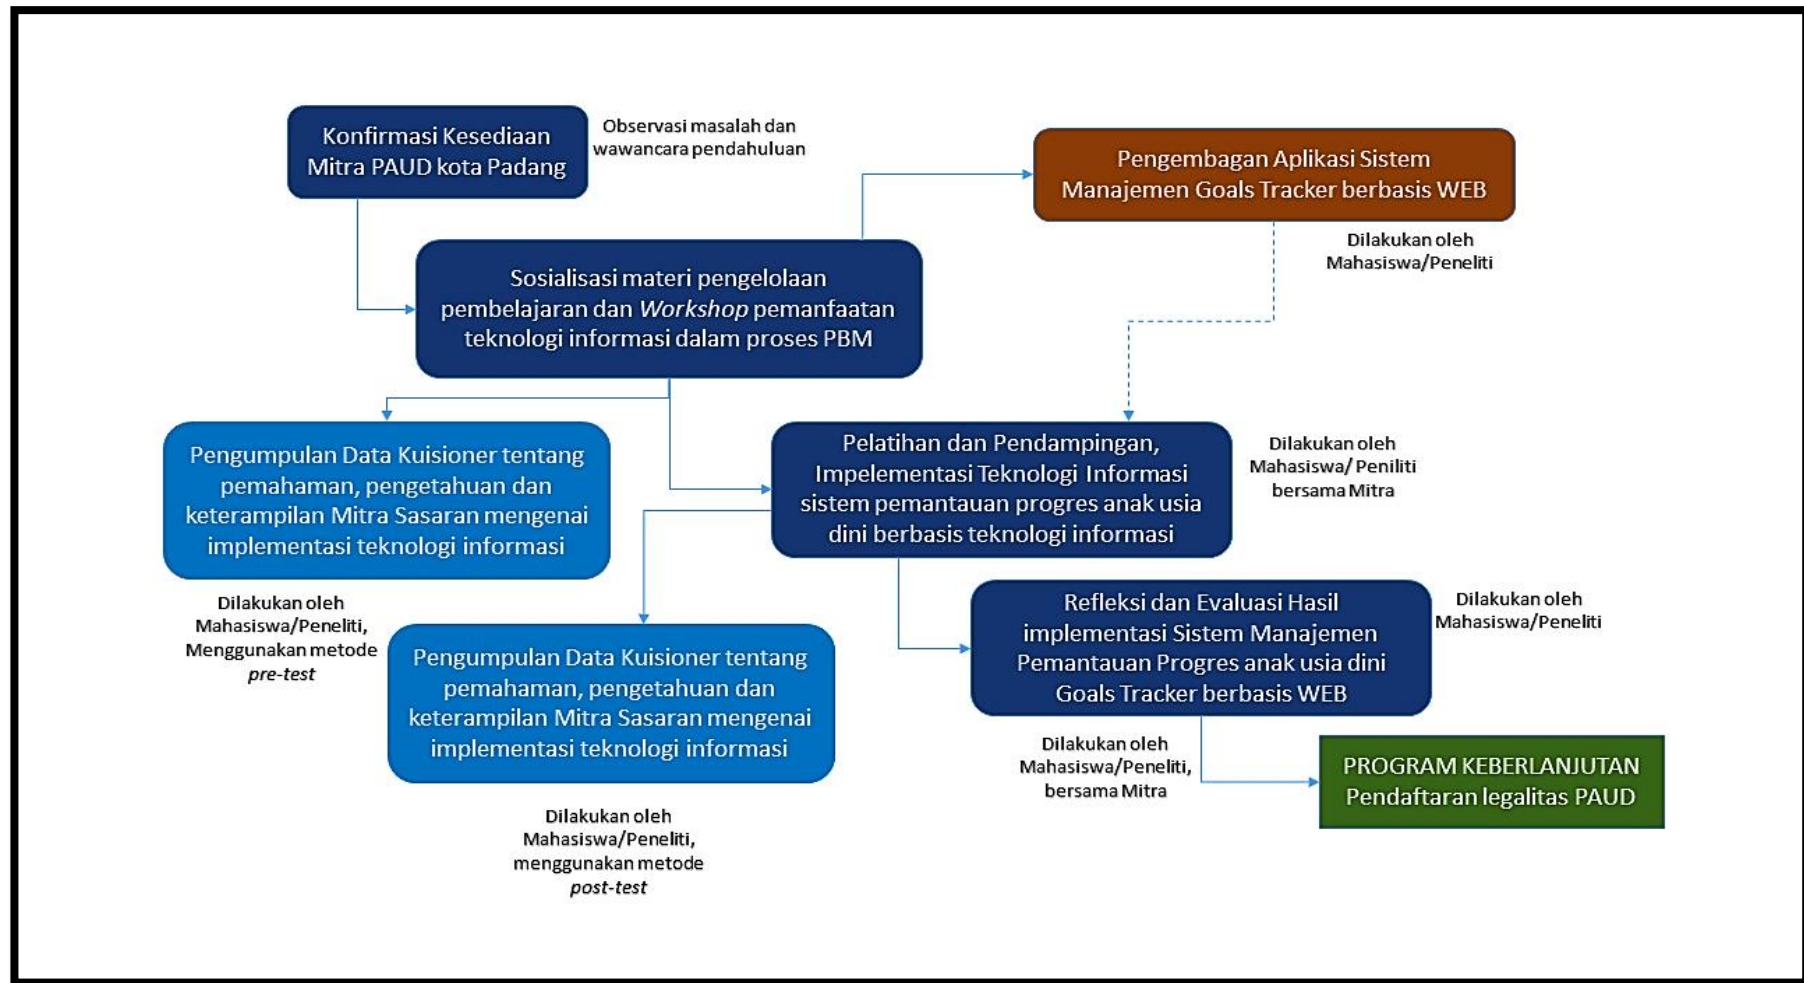 Konfirmasi Kesediaan
Mitra PAUD kota Padang
Observasi masalah dan
wawancara pendahuluan
Pengembagan Aplikasi Sistem
Manajemen Goals Tracker berbasis WEB
Dilakukan oleh
Mahasiswa/Peneliti
Sosialisasi materi pengelolaan
pembelajaran dan Workshop pemanfaatan
teknologi informasi dalam proses PBM
Pengumpulan Data Kuisioner tentang
pemahaman, pengetahuan dan
keterampilan Mitra Sasaran mengenai
implementasi teknologi informasi
Dilakukan oleh
Mahasiswa/Peneliti,
Menggunakan metode
pre-test
Pelatihan dan Pendampingan,
Impelementasi Teknologi Informasi
sistem pemantauan progres anak usia
dini berbasis teknologi informasi
Dilakukan oleh
Mahasiswa/ Peniliti
bersama Mitra
Pengumpulan Data Kuisioner tentang
pemahaman, pengetahuan dan
keterampilan Mitra Sasaran mengenai
implementasi teknologi informasi
Dilakukan oleh
Mahasiswa/Peneliti,
menggunakan metode
post-test
Refleksi dan Evaluasi Hasil
implementasi Sistem Manajemen
Pemantauan Progres anak usia dini
Goals Tracker berbasis WEB
Dilakukan oleh
Mahasiswa/Peneliti
Dilakukan oleh
Mahasiswa/Peneliti,
bersama Mitra
PROGRAM KEBERLANJUTAN
Pendaftaran legalitas PAUD